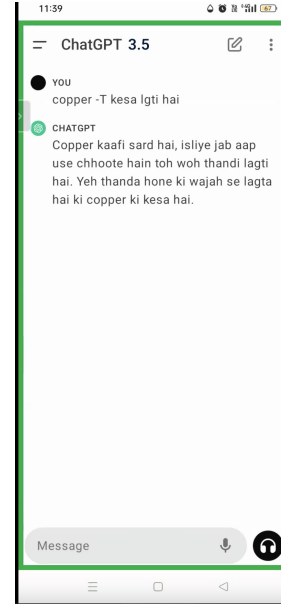 11:39
67
ChatGPT 3.5
YOU
copper -T kesa lgti hai
CHATGPT
Copper kaafi sard hai, isliye jab aap
use chhoote hain toh woh thandi lagti
hai. Yeh thanda hone ki wajah se lagta
hai ki copper ki kesa hai.
Message